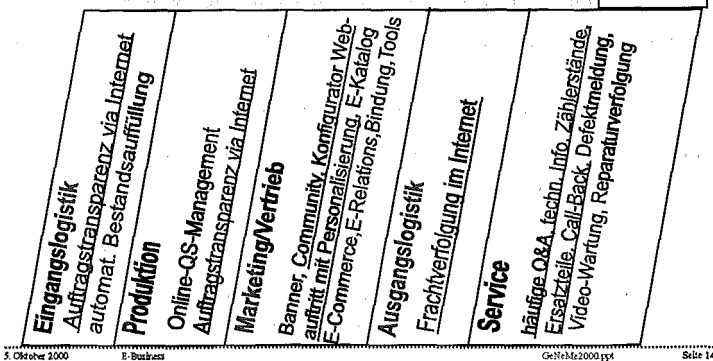 Eingangslogistik
Auftragstransparenz via Internet
automat. Bestandsauffüllung
Produktion
Online-QS-Management
Auftragstransparenz via Internet
Marketing/Vertrieb
Banner, Community, Konfigurator Web-
auftritt mit Personalisierung, E-Katalog
E-Commerce, E-Relations, Bindung, Tools
Ausgangslogistik
Frachtverfolgung im Internet
Service
häufige Q&A, techn. Info, Zählerstände,
Ersatzteile, Call-Back, Defektmeldung,
Video-Wartung, Reparaturverfolgung
5. Oktober 2000 E-Business GeNeMe2000.ppt Seite 14